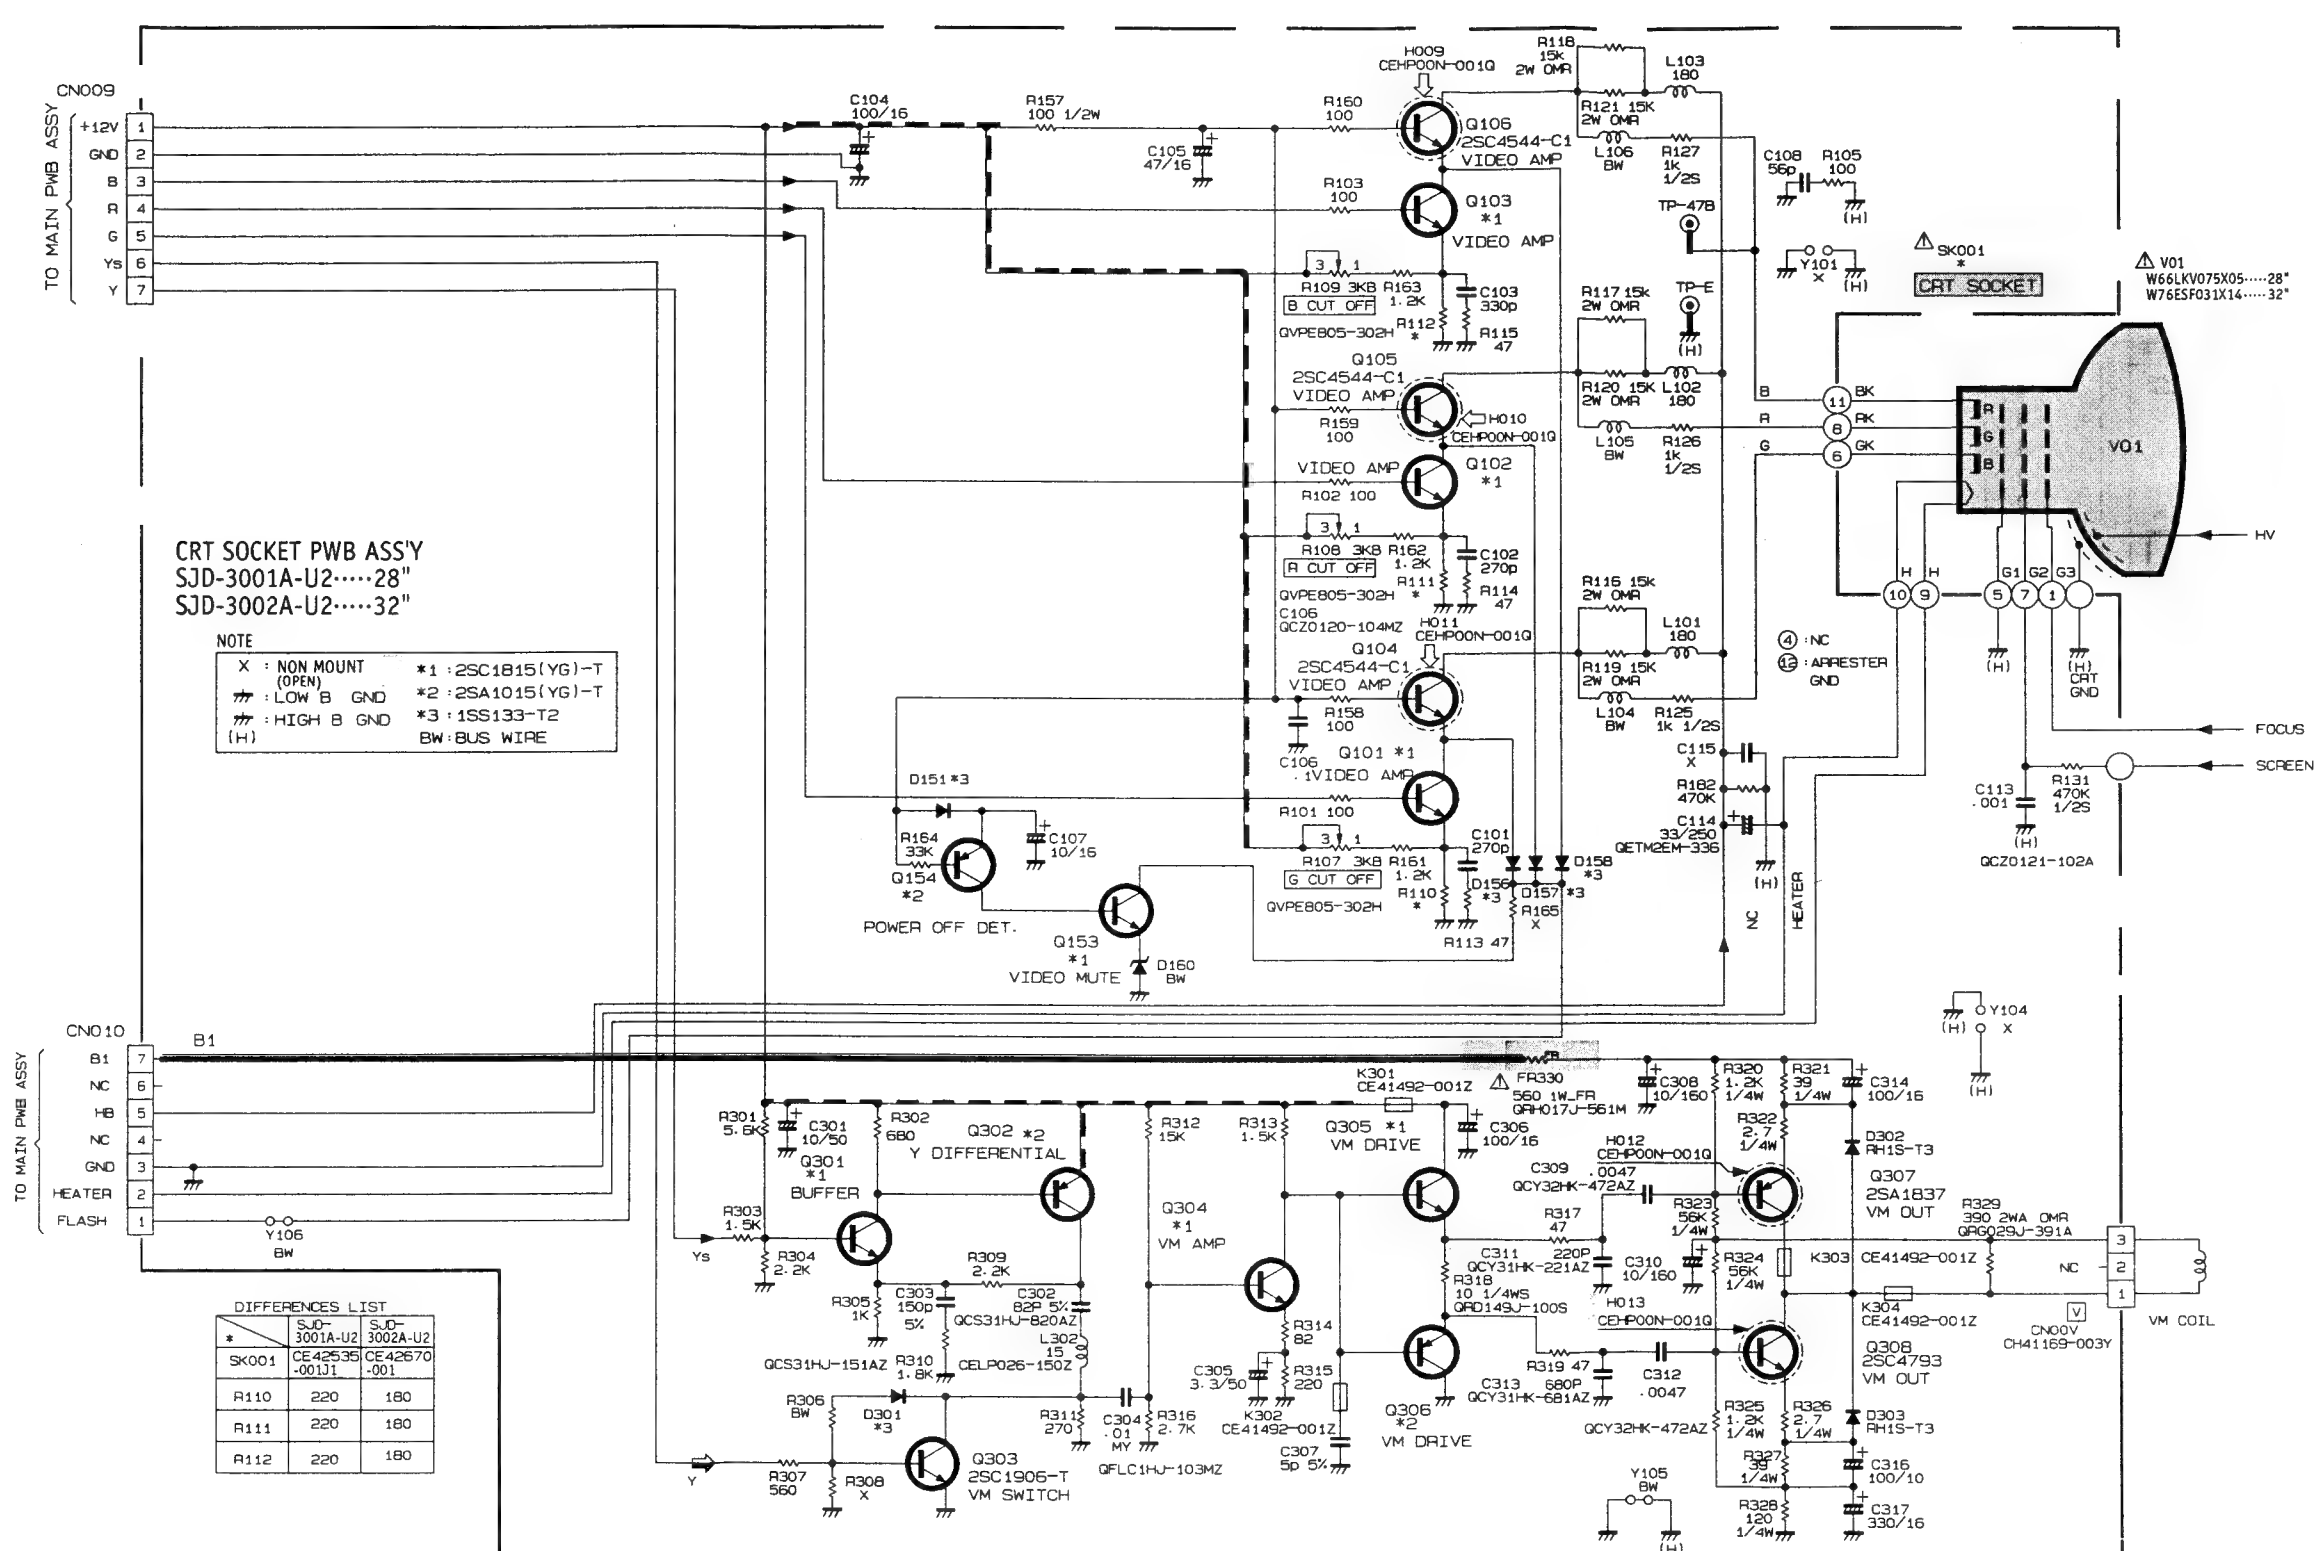 CN009
TO MAIN PWB ASSY
+12V 1
GND 2
B 3
R 4
G 5
Ys 6
Y 7
C104
100/16
R157
100 1/2W
C105
47/16
R160
100
H009
CEHP00N-001Q
Q106
2SC4544-C1
VIDEO AMP
R103
100
Q103
*1
VIDEO AMP
R118
15K
2W OMR
L103
180
R121 15K
2W OMR
L106
BW
R127
1k
1/2S
C108
56p
R105
100
(H)
TP-47B
TP-E
(H)
Y101
X
(H)
⚠ SK001
*
CRT SOCKET
⚠ V01
W66LKV075X05·····28"
W76ESF031X14·····32"
3 1
R109 3KB
B CUT OFF
QVPE805-302H
R163
1.2K
R112
*
C103
330p
R115
47
Q105
2SC4544-C1
VIDEO AMP
R159
100
H010
CEHP00N-001Q
VIDEO AMP
R102 100
Q102
*1
R117 15K
2W OMR
R120 15K
2W OMR
L102
180
L105
BW
R126
1k
1/2S
B 11 BK
R 8 RK
G 6 GK
R
G
B
V01
HV
H H G1 G2 G3
10 9 5 7 1
(H)
(H)
CRT
GND
④ :NC
⑫ :ARRESTER
GND
FOCUS
SCREEN
R131
470K
1/2S
C113
.001
(H)
QCZ0121-102A
CRT SOCKET PWB ASS'Y
SJD-3001A-U2·····28"
SJD-3002A-U2·····32"
NOTE
X : NON MOUNT
(OPEN)
: LOW B GND
: HIGH B GND
(H)
*1 : 2SC1815(YG)-T
*2 : 2SA1015(YG)-T
*3 : 1SS133-T2
BW : BUS WIRE
3 1
R108 3KB
R CUT OFF
QVPE805-302H
R162
1.2K
R111
*
C102
270p
R114
47
C106
QCZ0120-104MZ
H011
CEHP00N-001Q
Q104
2SC4544-C1
VIDEO AMP
R158
100
C106
.1
Q101 *1
VIDEO AMP
R101 100
R116 15K
2W OMR
L101
180
R119 15K
2W OMR
L104
BW
R125
1k 1/2S
C115
X
R182
470K
C114
33/250
QETM2EM-336
(H)
NC
HEATER
3 1
R107 3KB
G CUT OFF
QVPE805-302H
R161
1.2K
R110
*
C101
270p
R113 47
D156
*3
D157 *3
D158
*3
R165
X
D151 *3
R164
33K
Q154
*2
C107
10/16
POWER OFF DET.
Q153
*1
VIDEO MUTE
D160
BW
CN010
TO MAIN PWB ASSY
B1
B1 7
NC 6
HB 5
NC 4
GND 3
HEATER 2
FLASH 1
Y106
BW
Y104
(H) X
(H)
R301
5.6K
C301
10/50
R302
680
Q301
*1
BUFFER
Q302 *2
Y DIFFERENTIAL
R303
1.5K
Ys
R304
2.2K
R305
1K
C303
150p
5%
R309
2.2K
C302
82P 5%
QCS31HJ-820AZ
L302
15
CELP026-150Z
QCS31HJ-151AZ
R310
1.8K
R306
BW
D301
*3
Y
R307
560
R308
X
Q303
2SC1906-T
VM SWITCH
R311
270
C304
.01
MY
QFLC1HJ-103MZ
R316
2.7K
R312
15K
R313
1.5K
Q304
*1
VM AMP
R314
82
C305
3.3/50
R315
220
K302
CE41492-001Z
C307
5p 5%
K301
CE41492-001Z
Q305 *1
VM DRIVE
C306
100/16
FR
⚠ FR330
560 1W_FR
QRH017J-561M
C308
10/160
R320
1.2K
1/4W
R321
39
1/4W
C314
100/16
R322
2.7
1/4W
D302
RH1S-T3
H012
CEHP00N-001Q
C309
.0047
QCY32HK-472AZ
Q307
2SA1837
VM OUT
R317
47
R323
56K
1/4W
C311
220P
QCY31HK-221AZ
C310
10/160
R324
56K
1/4W
R318
10 1/4WS
QRD149J-100S
K303 CE41492-001Z
R329
390 2WA OMR
QRG029J-391A
3
NC 2
1
K304
CE41492-001Z
V
CN00V
CH41169-003Y
VM COIL
H013
CEHP00N-001Q
Q308
2SC4793
VM OUT
R319 47
C313
680P
QCY31HK-681AZ
C312
.0047
QCY32HK-472AZ
Q306
*2
VM DRIVE
R325
1.2K
1/4W
R326
2.7
1/4W
D303
RH1S-T3
R327
39
1/4W
C316
100/10
R328
120
1/4W
C317
330/16
Y105
BW
(H)
DIFFERENCES LIST
* SJD-3001A-U2 SJD-3002A-U2
SK001 CE42535-001J1 CE42670-001
R110 220 180
R111 220 180
R112 220 180